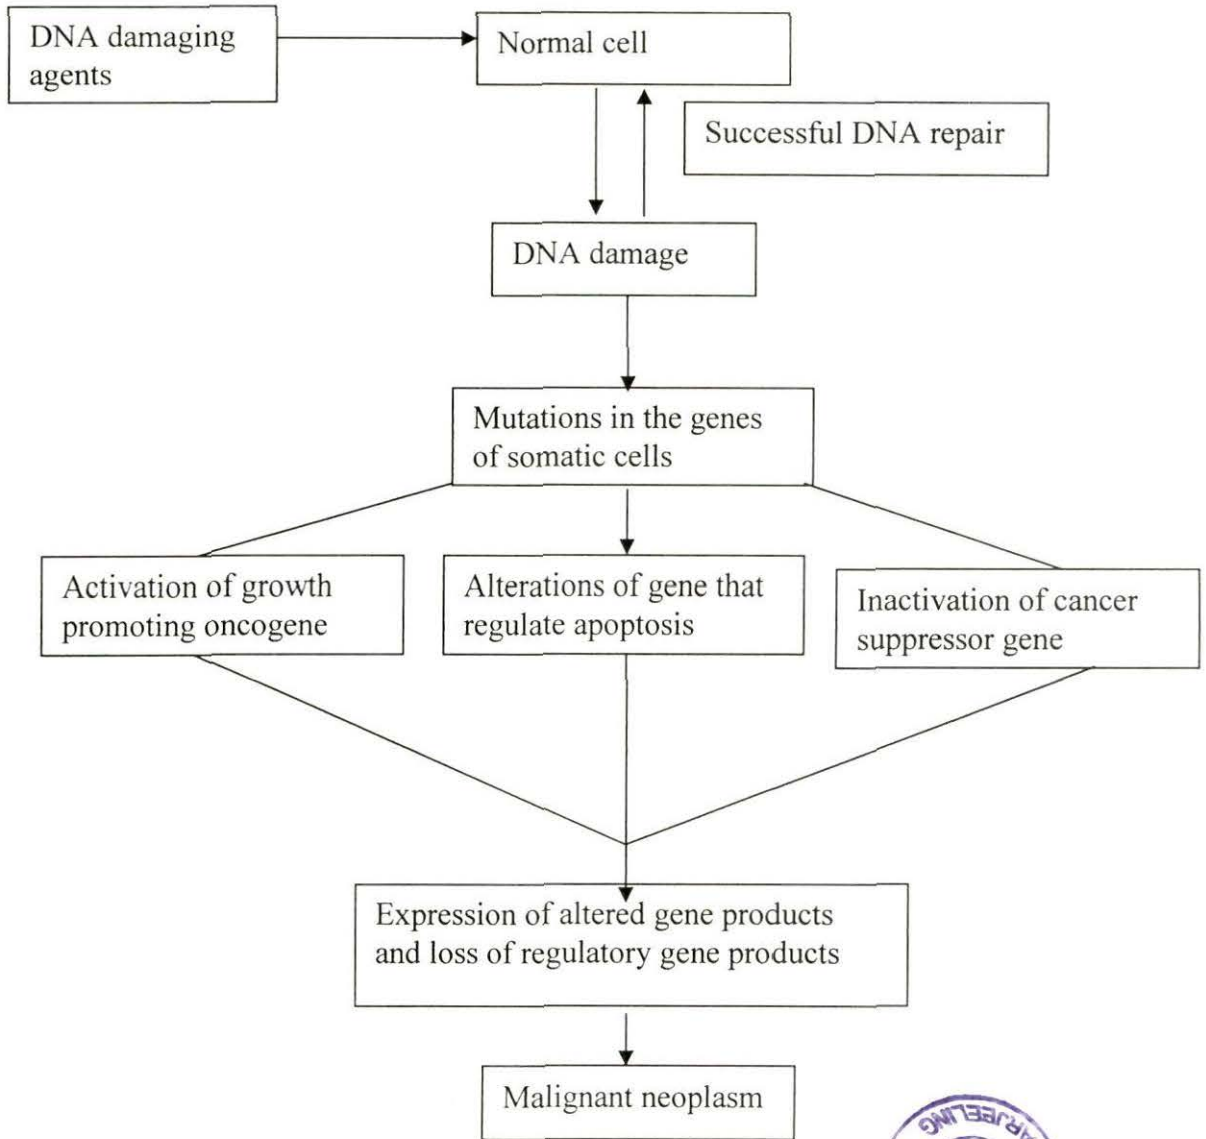 DNA damaging
agents
Normal cell
Successful DNA repair
DNA damage
Mutations in the genes
of somatic cells
Activation of growth
promoting oncogene
Alterations of gene that
regulate apoptosis
Inactivation of cancer
suppressor gene
Expression of altered gene products
and loss of regulatory gene products
Malignant neoplasm
ARJEELING